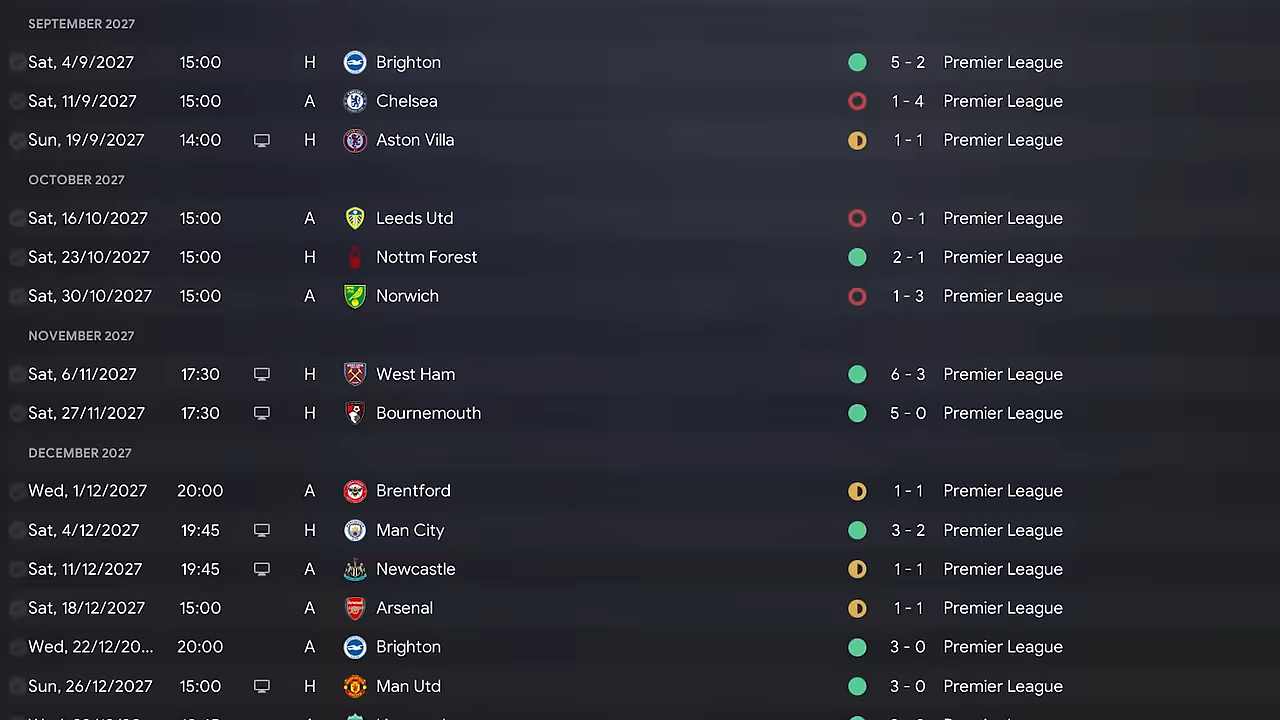 SEPTEMBER 2027
Sat, 4/9/2027 15:00 H Brighton 5 - 2 Premier League
Sat, 11/9/2027 15:00 A Chelsea 1 - 4 Premier League
Sun, 19/9/2027 14:00 H Aston Villa 1 - 1 Premier League
OCTOBER 2027
Sat, 16/10/2027 15:00 A Leeds Utd 0 - 1 Premier League
Sat, 23/10/2027 15:00 H Nottm Forest 2 - 1 Premier League
Sat, 30/10/2027 15:00 A Norwich 1 - 3 Premier League
NOVEMBER 2027
Sat, 6/11/2027 17:30 H West Ham 6 - 3 Premier League
Sat, 27/11/2027 17:30 H Bournemouth 5 - 0 Premier League
DECEMBER 2027
Wed, 1/12/2027 20:00 A Brentford 1 - 1 Premier League
Sat, 4/12/2027 19:45 H Man City 3 - 2 Premier League
Sat, 11/12/2027 19:45 A Newcastle 1 - 1 Premier League
Sat, 18/12/2027 15:00 A Arsenal 1 - 1 Premier League
Wed, 22/12/20... 20:00 A Brighton 3 - 0 Premier League
Sun, 26/12/2027 15:00 H Man Utd 3 - 0 Premier League